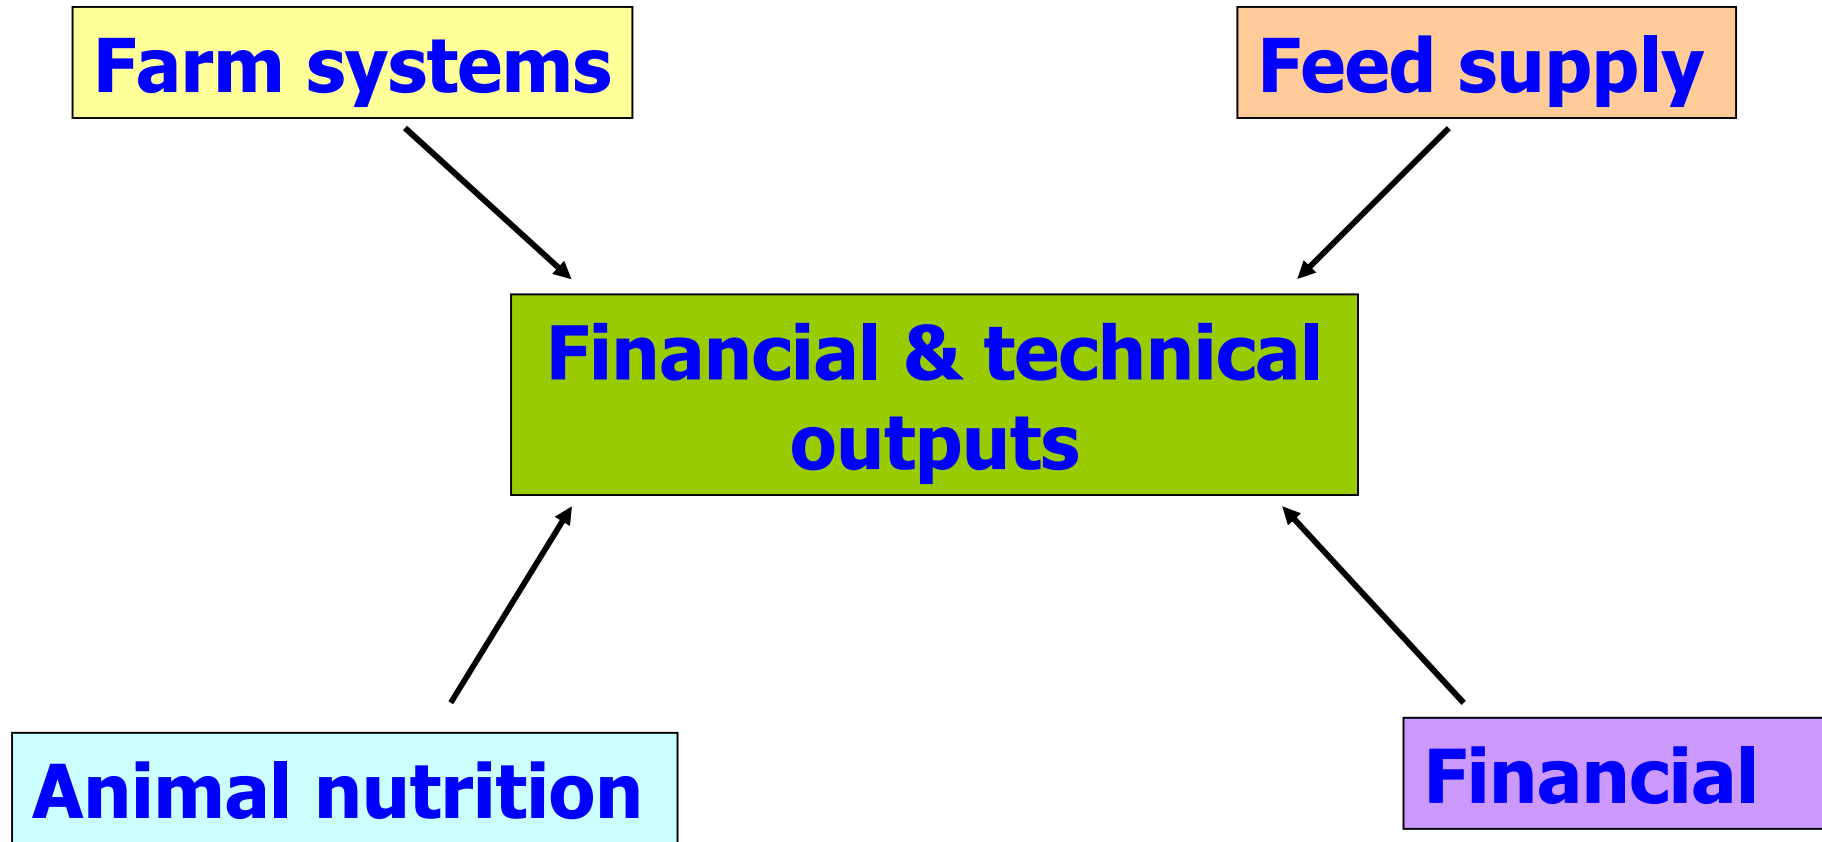 Farm systems
Feed supply
Financial & technical
outputs
Animal nutrition
Financial